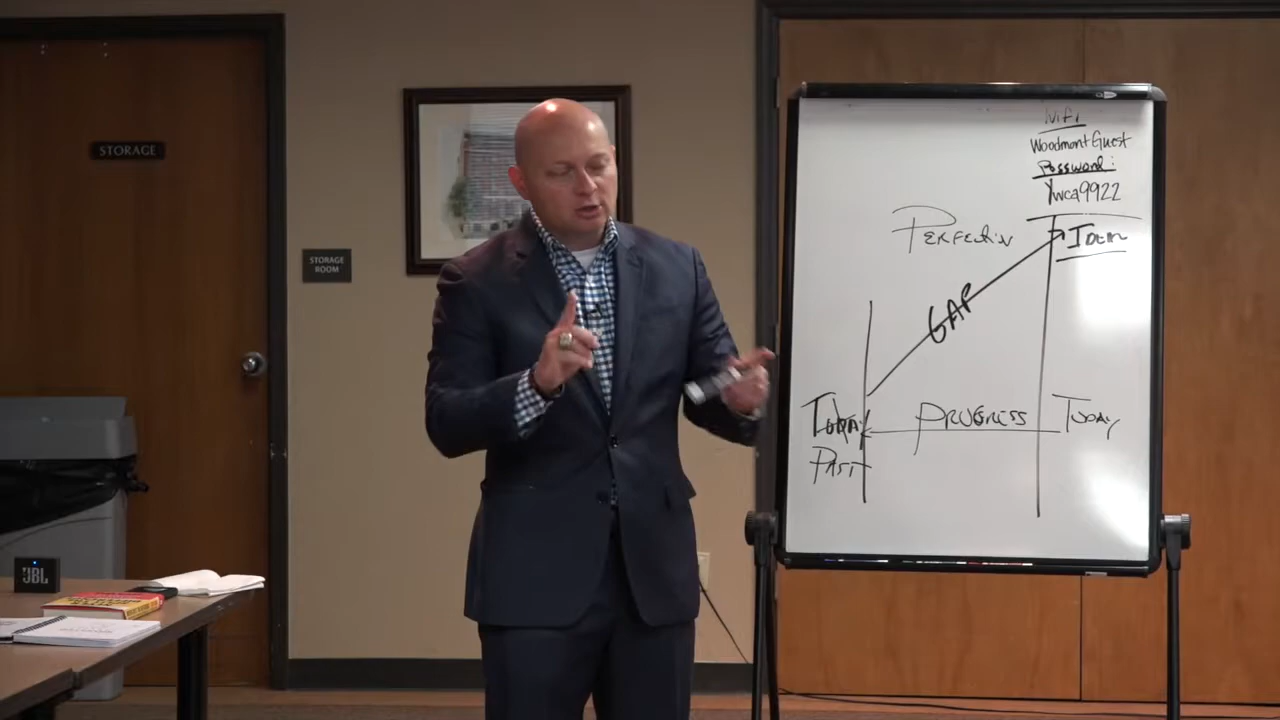 STORAGE
STORAGE
ROOM
Wifi
WoodmontGuest
Password:
Ywca9922
PERFECTION
IDEAL
GAP
TODAY
PROGRESS
TODAY
PAST
JBL